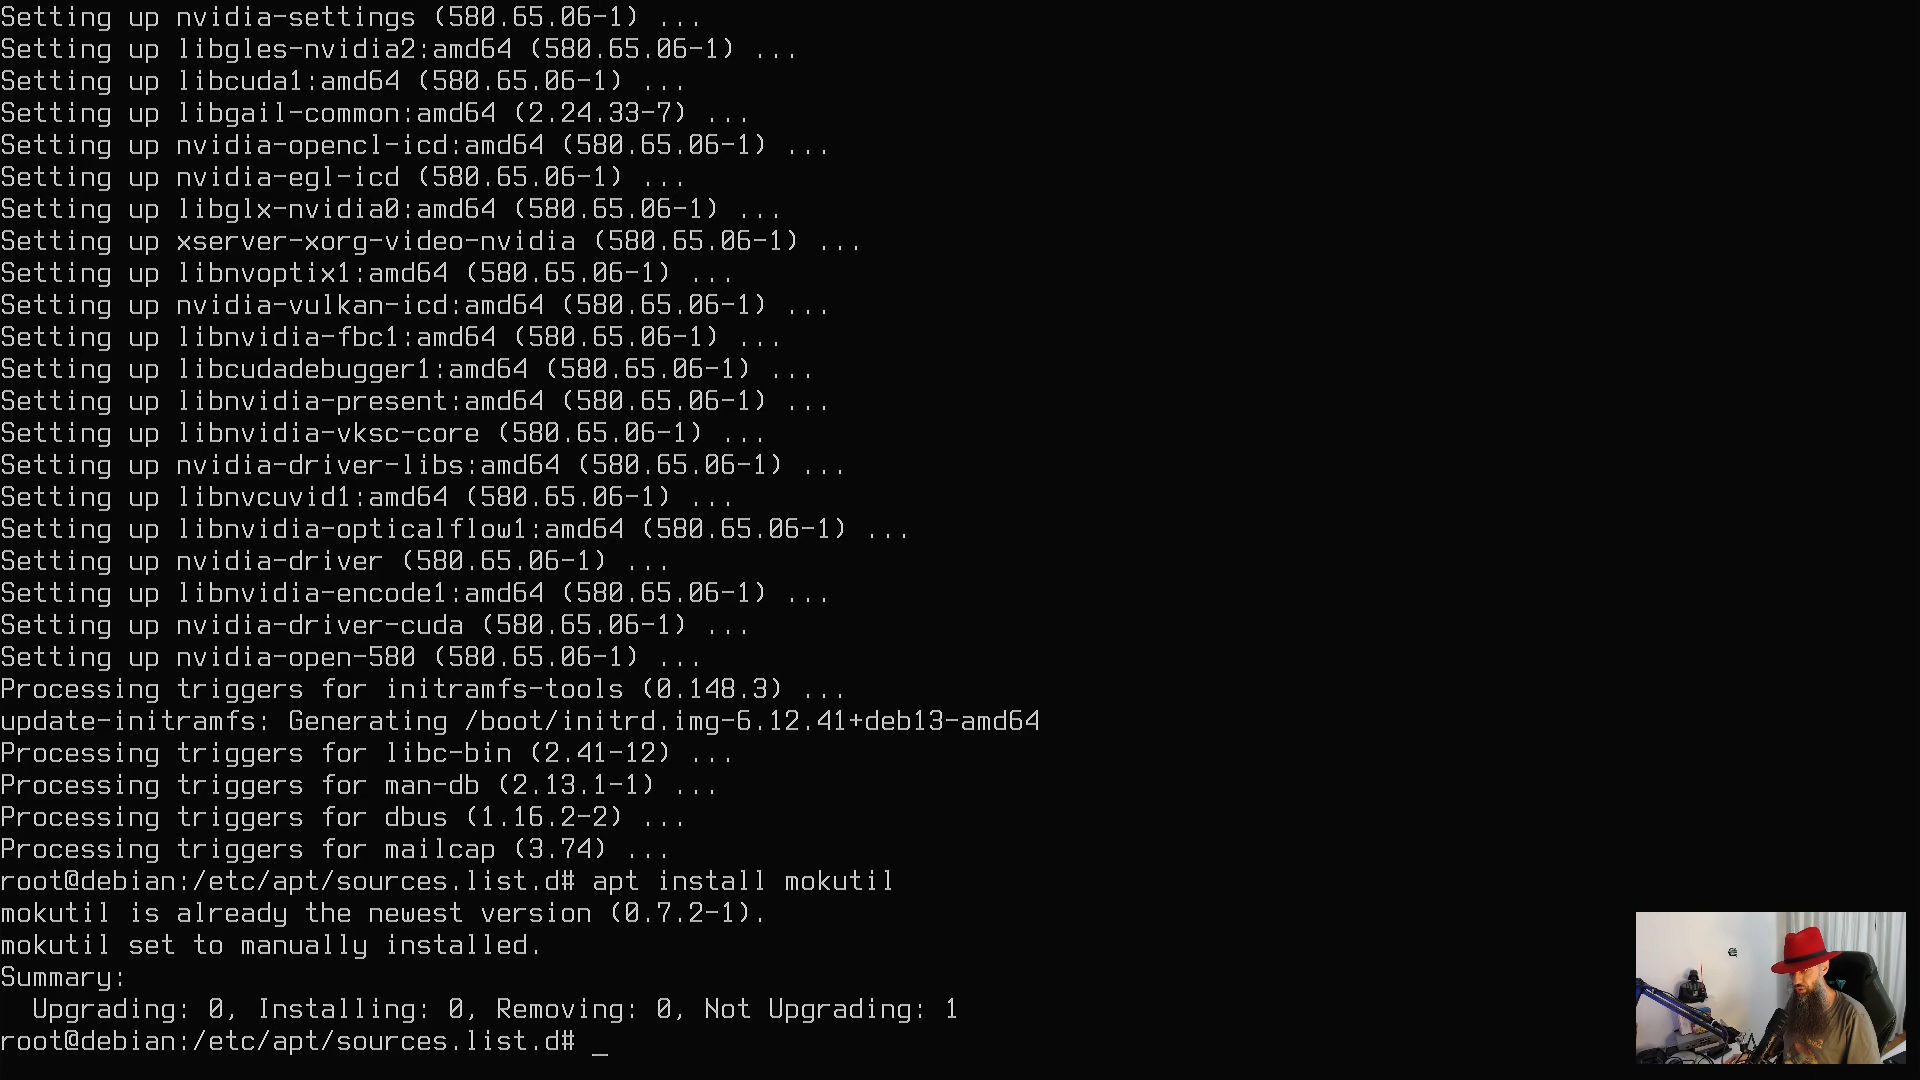 Setting up nvidia-settings (580.65.06-1) ...
Setting up libgles-nvidia2:amd64 (580.65.06-1) ...
Setting up libcuda1:amd64 (580.65.06-1) ...
Setting up libgail-common:amd64 (2.24.33-7) ...
Setting up nvidia-opencl-icd:amd64 (580.65.06-1) ...
Setting up nvidia-egl-icd (580.65.06-1) ...
Setting up libglx-nvidia0:amd64 (580.65.06-1) ...
Setting up xserver-xorg-video-nvidia (580.65.06-1) ...
Setting up libnvoptix1:amd64 (580.65.06-1) ...
Setting up nvidia-vulkan-icd:amd64 (580.65.06-1) ...
Setting up libnvidia-fbc1:amd64 (580.65.06-1) ...
Setting up libcudadebugger1:amd64 (580.65.06-1) ...
Setting up libnvidia-present:amd64 (580.65.06-1) ...
Setting up libnvidia-vksc-core (580.65.06-1) ...
Setting up nvidia-driver-libs:amd64 (580.65.06-1) ...
Setting up libnvcuvid1:amd64 (580.65.06-1) ...
Setting up libnvidia-opticalflow1:amd64 (580.65.06-1) ...
Setting up nvidia-driver (580.65.06-1) ...
Setting up libnvidia-encode1:amd64 (580.65.06-1) ...
Setting up nvidia-driver-cuda (580.65.06-1) ...
Setting up nvidia-open-580 (580.65.06-1) ...
Processing triggers for initramfs-tools (0.148.3) ...
update-initramfs: Generating /boot/initrd.img-6.12.41+deb13-amd64
Processing triggers for libc-bin (2.41-12) ...
Processing triggers for man-db (2.13.1-1) ...
Processing triggers for dbus (1.16.2-2) ...
Processing triggers for mailcap (3.74) ...
root@debian:/etc/apt/sources.list.d# apt install mokutil
mokutil is already the newest version (0.7.2-1).
mokutil set to manually installed.
Summary:
  Upgrading: 0, Installing: 0, Removing: 0, Not Upgrading: 1
root@debian:/etc/apt/sources.list.d# _